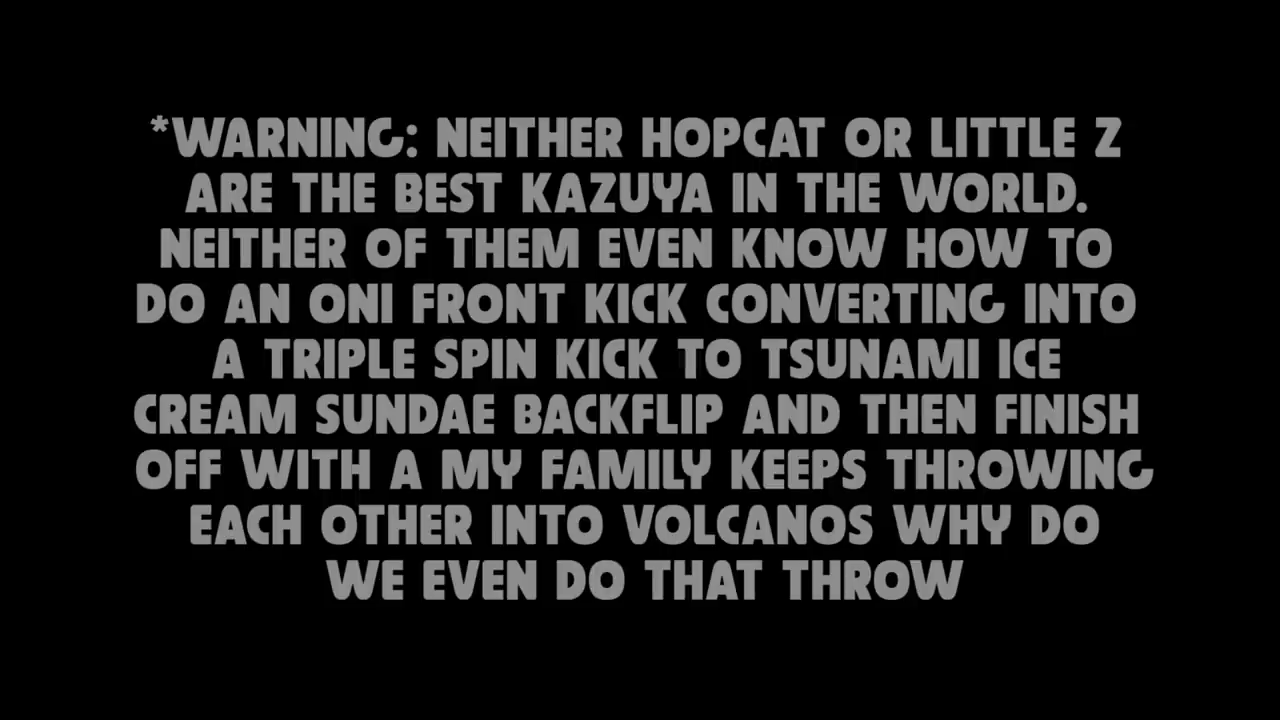 *WARNING: NEITHER HOPCAT OR LITTLE Z
ARE THE BEST KAZUYA IN THE WORLD.
NEITHER OF THEM EVEN KNOW HOW TO
DO AN ONI FRONT KICK CONVERTING INTO
A TRIPLE SPIN KICK TO TSUNAMI ICE
CREAM SUNDAE BACKFLIP AND THEN FINISH
OFF WITH A MY FAMILY KEEPS THROWING
EACH OTHER INTO VOLCANOS WHY DO
WE EVEN DO THAT THROW